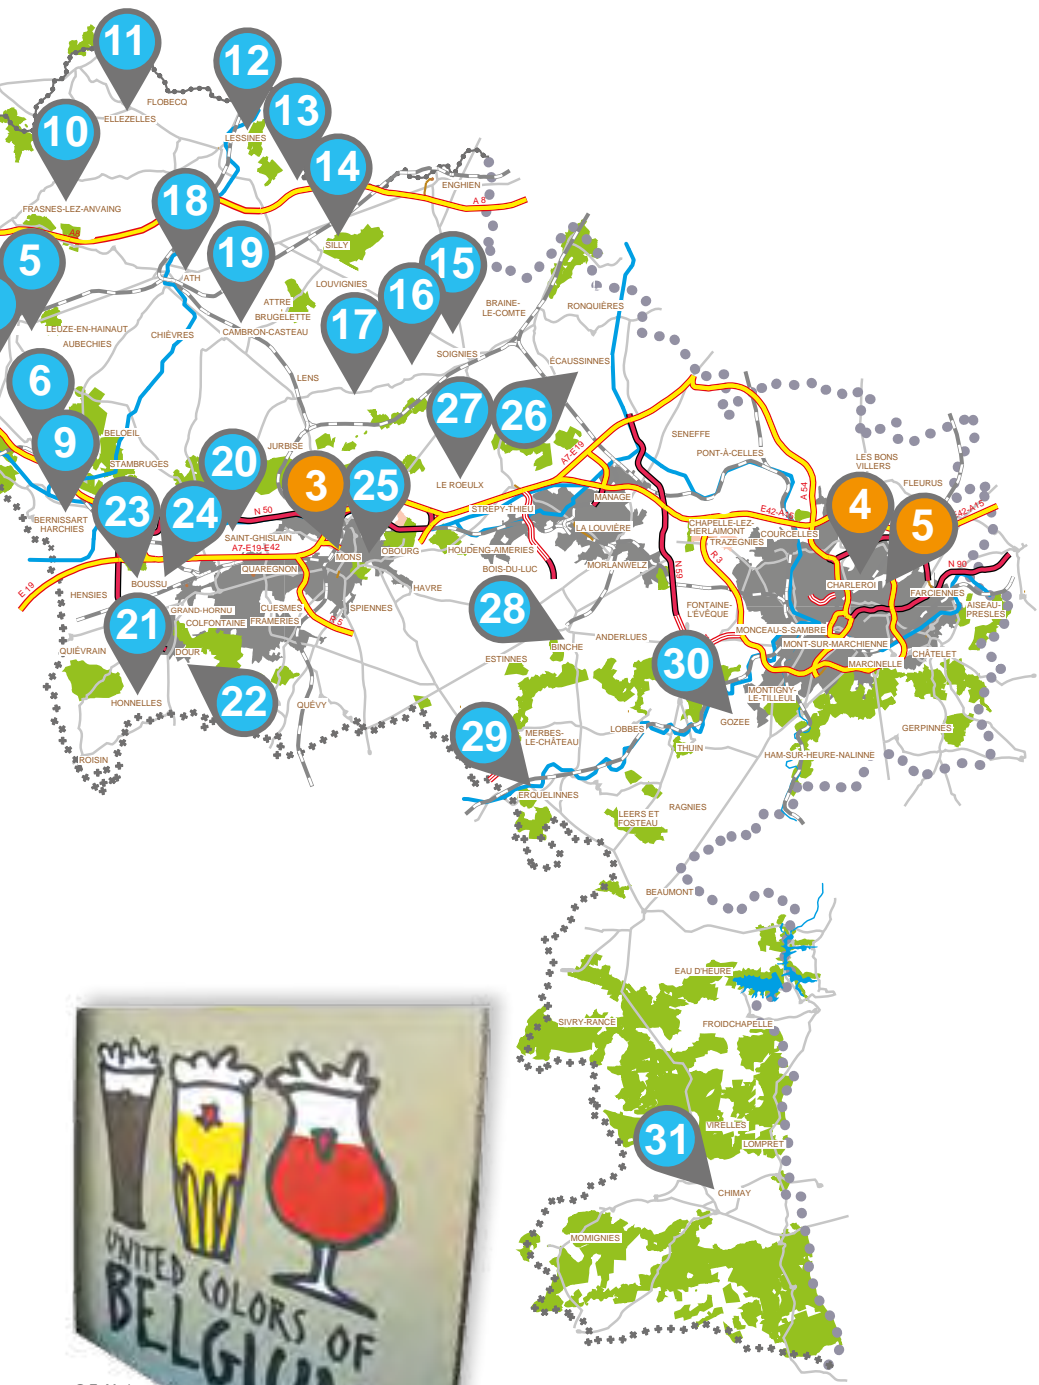 11
12
FLOBECQ
13
ELLEZELLES
10
LESSINES
14
18
ENGHIEN
A 8
FRASNES-LEZ-ANVAING
A8
5
19
SILLY
15
ATH
16
LOUVIGNIES
ATTRE
BRUGELETTE
17
BRAINE-
LE-COMTE
RONQUIÈRES
LEUZE-EN-HAINAUT
CAMBRON-CASTEAU
CHIÈVRES
AUBECHIES
SOIGNIES
ÉCAUSSINNES
6
LENS
27
26
9
BELOEIL
SENEFFE
JURBISE
A7-E19
PONT-À-CELLES
LES BONS
VILLERS
STAMBRUGES
20
3
25
LE ROEULX
FLEURUS
A 54
MANAGE
4
5
23
24
N 50
STRÉPY-THIEU
E42-A15
E42-A15
BERNISSART
HARCHIES
LA LOUVIÈRE
CHAPELLE-LEZ-
HERLAIMONT
TRAZEGNIES
COURCELLES
SAINT-GHISLAIN
A7-E19-E42
OBOURG
HOUDENG-AIMERIES
MONS
QUAREGNON
BOIS-DU-LUC
MORLANWELZ
R 3
N 59
N 90
E 19
BOUSSU
HAVRE
CHARLEROI
FARCIENNES
HENSIES
GRAND-HORNU
CUESMES
SPIENNES
28
FONTAINE-
L'ÉVÊQUE
AISEAU-
PRESLES
21
COLFONTAINE
FRAMERIES
R 5
ANDERLUES
MONCEAU-S-SAMBRE
BINCHE
MONT-SUR-MARCHIENNE
QUIÉVRAIN
DOUR
ESTINNES
30
MARCINELLE
CHÂTELET
HONNELLES
22
QUÉVY
MONTIGNY-
LE-TILLEUL
GOZEE
29
MERBES-
LE-CHÂTEAU
LOBBES
GERPINNES
ROISIN
THUIN
HAM-SUR-HEURE-NALINNE
ERQUELINNES
RAGNIES
LEERS ET
FOSTEAU
BEAUMONT
EAU D'HEURE
SIVRY-RANCE
FROIDCHAPELLE
31
VIRELLES
LOMPRET
CHIMAY
MOMIGNIES
UNITED COLORS OF